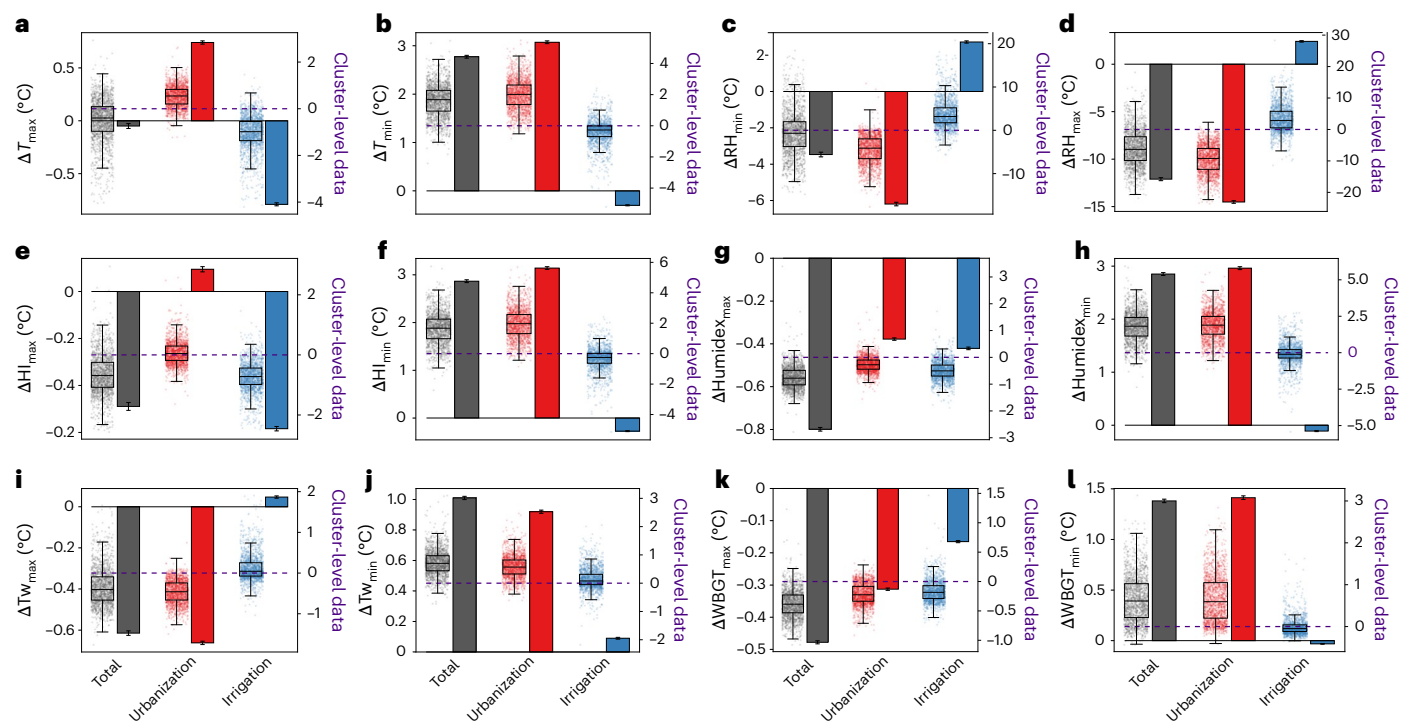 a b c d
ΔTmax (°C) 0.5 0 −0.5 2 0 −2 −4 Cluster-level data
ΔTmin (°C) 3 2 1 0 4 2 0 −2 −4 Cluster-level data
ΔRHmin (°C) 2 0 −2 −4 −6 20 10 0 −10 Cluster-level data
ΔRHmax (°C) 0 −5 −10 −15 30 20 10 0 −10 −20 Cluster-level data
e f g h
ΔHImax (°C) 0 −0.2 −0.4 −0.2 2 0 −2 Cluster-level data
ΔHImin (°C) 3 2 1 0 6 4 2 0 −2 −4 Cluster-level data
ΔHumidexmax 0 −0.2 −0.4 −0.6 −0.8 3 2 1 0 −1 −2 −3 Cluster-level data
ΔHumidexmin 3 2 1 0 5.0 2.5 0 −2.5 −5.0 Cluster-level data
i j k l
ΔTwmax (°C) 0 −0.2 −0.4 −0.6 2 1 0 −1 Cluster-level data
ΔTwmin (°C) 1.0 0.8 0.6 0.4 0.2 0 3 2 1 0 −1 −2 Cluster-level data
ΔWBGTmax (°C) 0 −0.1 −0.2 −0.3 −0.4 −0.5 1.5 1.0 0.5 0 −0.5 −1.0 Cluster-level data
ΔWBGTmin (°C) 1.5 1.0 0.5 0 3 2 1 0 Cluster-level data
Total Urbanization Irrigation Total Urbanization Irrigation Total Urbanization Irrigation Total Urbanization Irrigation